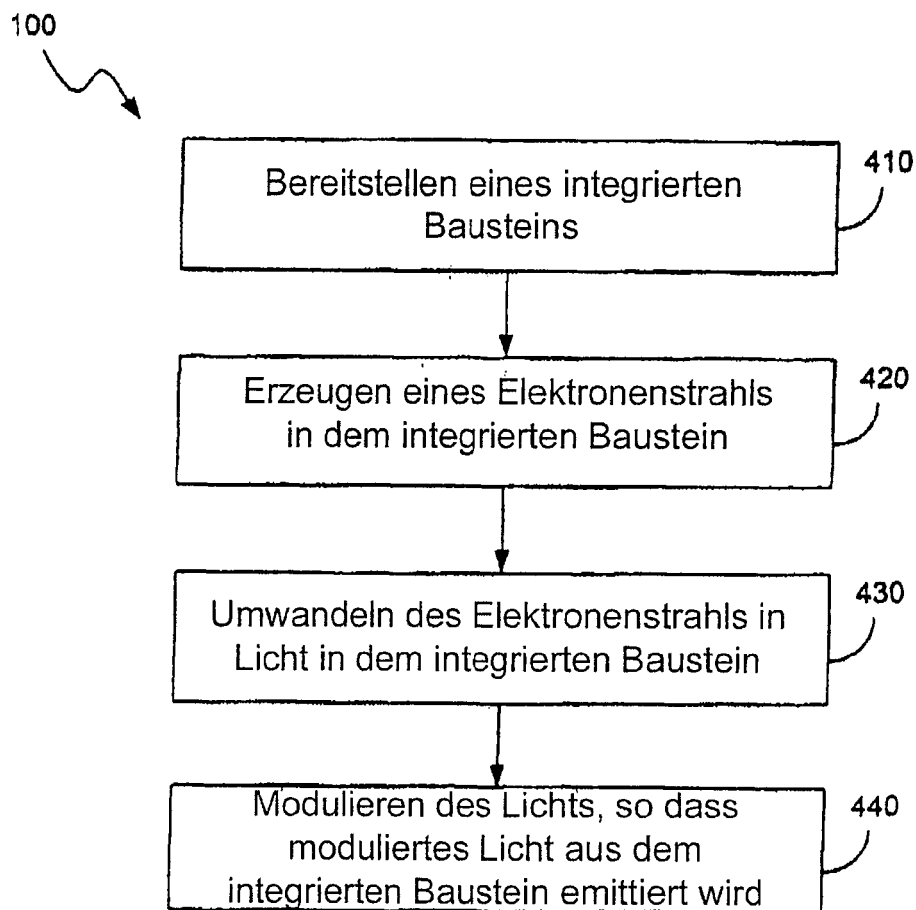 100
Bereitstellen eines integrierten
Bausteins
410
Erzeugen eines Elektronenstrahls
in dem integrierten Baustein
420
Umwandeln des Elektronenstrahls in
Licht in dem integrierten Baustein
430
Modulieren des Lichts, so dass
moduliertes Licht aus dem
integrierten Baustein emittiert wird
440